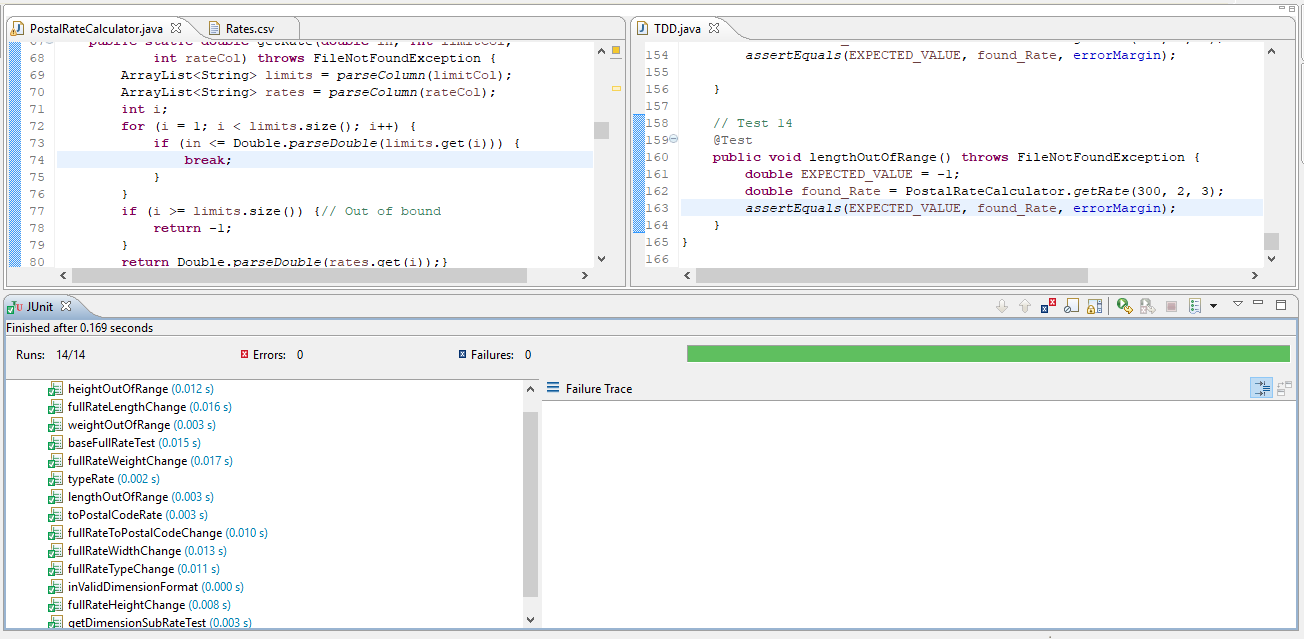 PostalRateCalculator.java
Rates.csv
67 public static double getRate(double in, int limitCol,
68 int rateCol) throws FileNotFoundException {
69 ArrayList<String> limits = parseColumn(limitCol);
70 ArrayList<String> rates = parseColumn(rateCol);
71 int i;
72 for (i = 1; i < limits.size(); i++) {
73 if (in <= Double.parseDouble(limits.get(i))) {
74 break;
75 }
76 }
77 if (i >= limits.size()) {// Out of bound
78 return -1;
79 }
80 return Double.parseDouble(rates.get(i));}
TDD.java
154 assertEquals(EXPECTED_VALUE, found_Rate, errorMargin);
155
156 }
157
158 // Test 14
159 @Test
160 public void lengthOutOfRange() throws FileNotFoundException {
161 double EXPECTED_VALUE = -1;
162 double found_Rate = PostalRateCalculator.getRate(300, 2, 3);
163 assertEquals(EXPECTED_VALUE, found_Rate, errorMargin);
164 }
165 }
166
JUnit
Finished after 0.169 seconds
Runs: 14/14 Errors: 0 Failures: 0
heightOutOfRange (0.012 s)
fullRateLengthChange (0.016 s)
weightOutOfRange (0.003 s)
baseFullRateTest (0.015 s)
fullRateWeightChange (0.017 s)
typeRate (0.002 s)
lengthOutOfRange (0.003 s)
toPostalCodeRate (0.003 s)
fullRateToPostalCodeChange (0.010 s)
fullRateWidthChange (0.013 s)
fullRateTypeChange (0.011 s)
inValidDimensionFormat (0.000 s)
fullRateHeightChange (0.008 s)
getDimensionSubRateTest (0.003 s)
Failure Trace